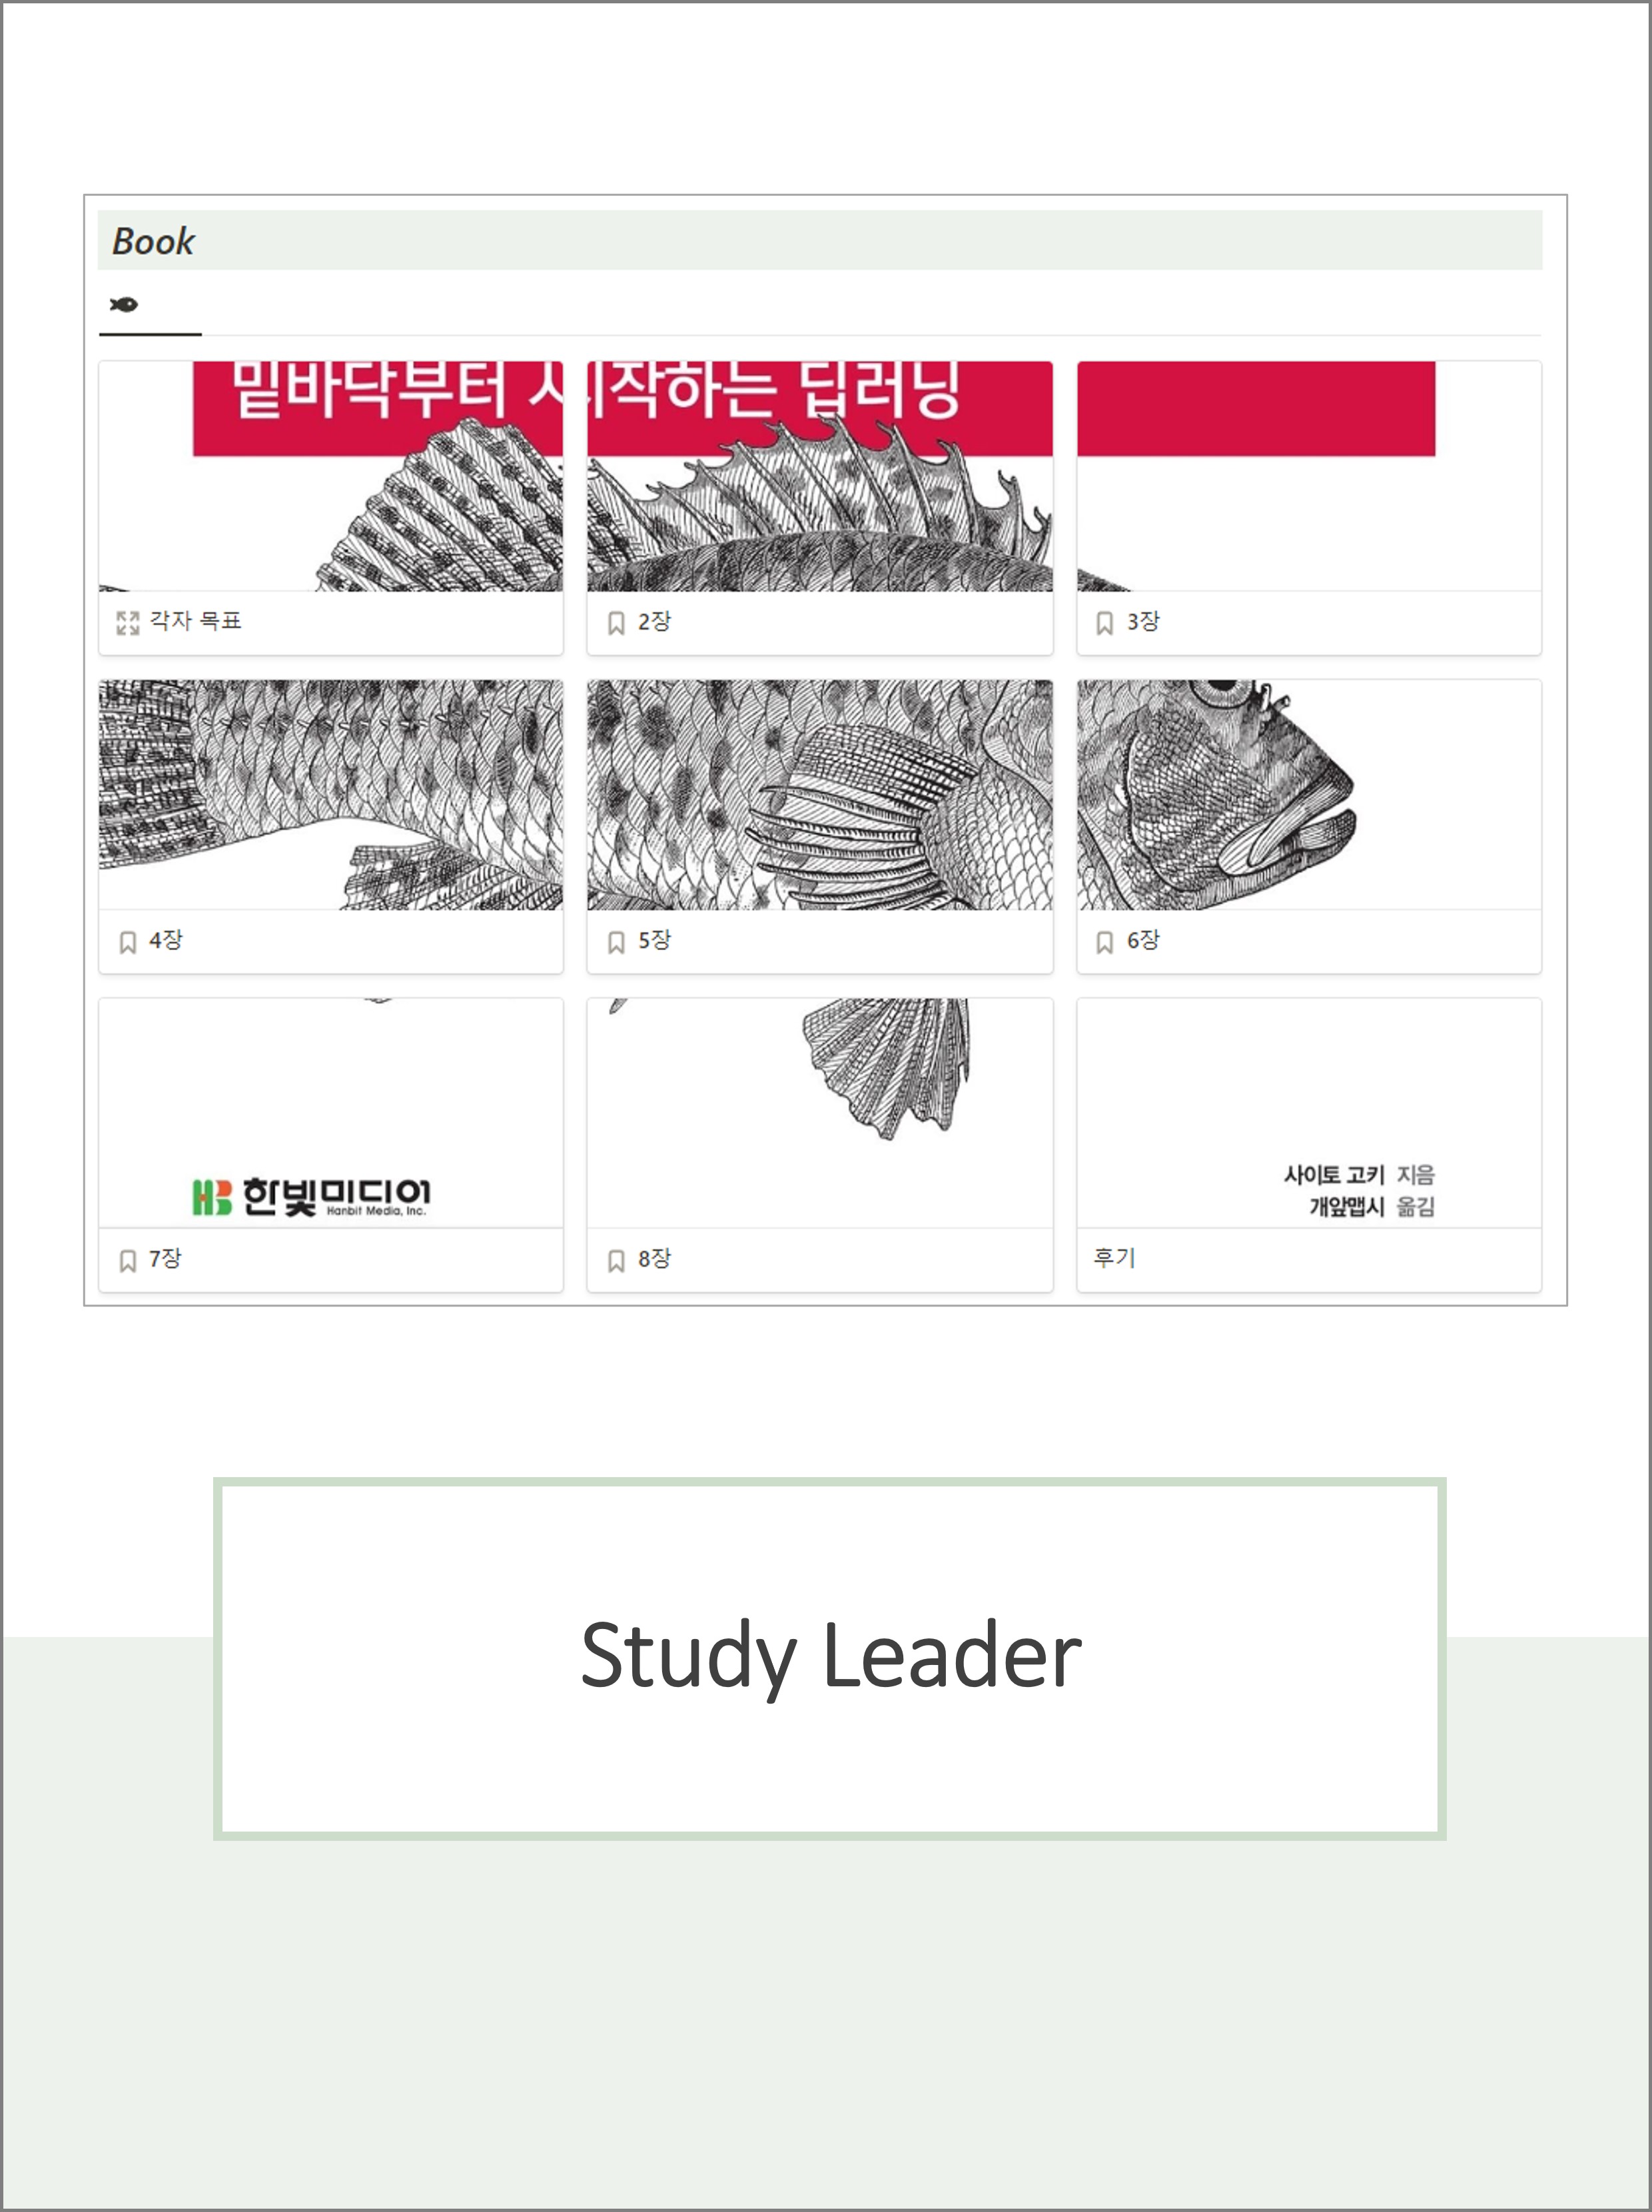 Book
밑바닥부터 시작하는 딥러닝
각자 목표
2장
3장
4장
5장
6장
한빛미디어
Hanbit Media, Inc.
사이토 고키 지음
개앞맵시 옮김
7장
8장
후기
Study Leader